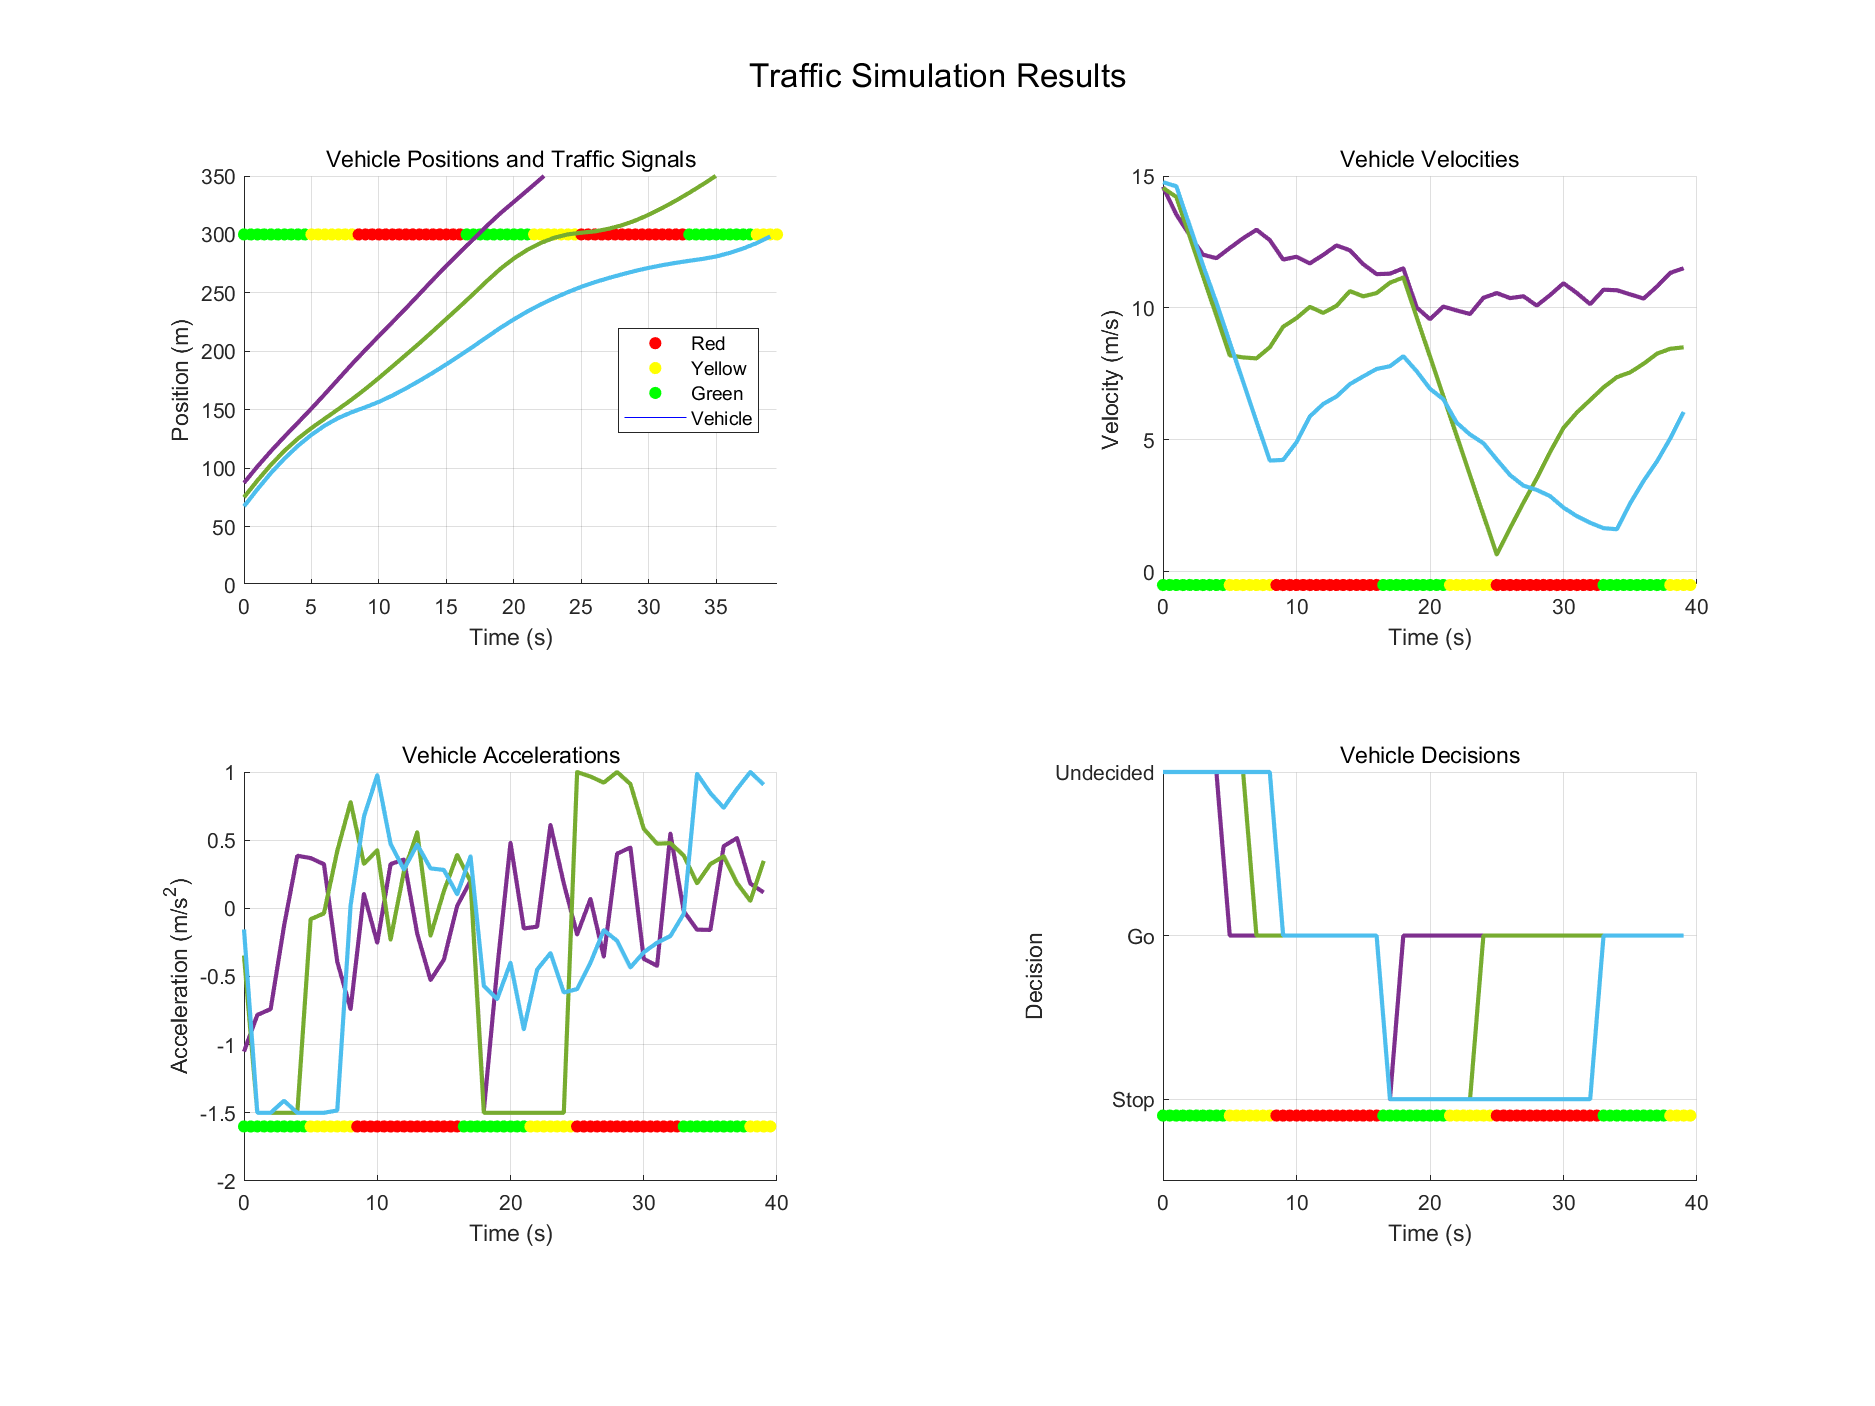 Traffic Simulation Results
Vehicle Positions and Traffic Signals
350
300
250
200
150
100
50
0
Position (m)
Red
Yellow
Green
Vehicle
0 5 10 15 20 25 30 35
Time (s)
Vehicle Velocities
15
10
5
0
Velocity (m/s)
0 10 20 30 40
Time (s)
Vehicle Accelerations
1
0.5
0
-0.5
-1
-1.5
-2
Acceleration (m/s²)
0 10 20 30 40
Time (s)
Vehicle Decisions
Undecided
Go
Stop
Decision
0 10 20 30 40
Time (s)